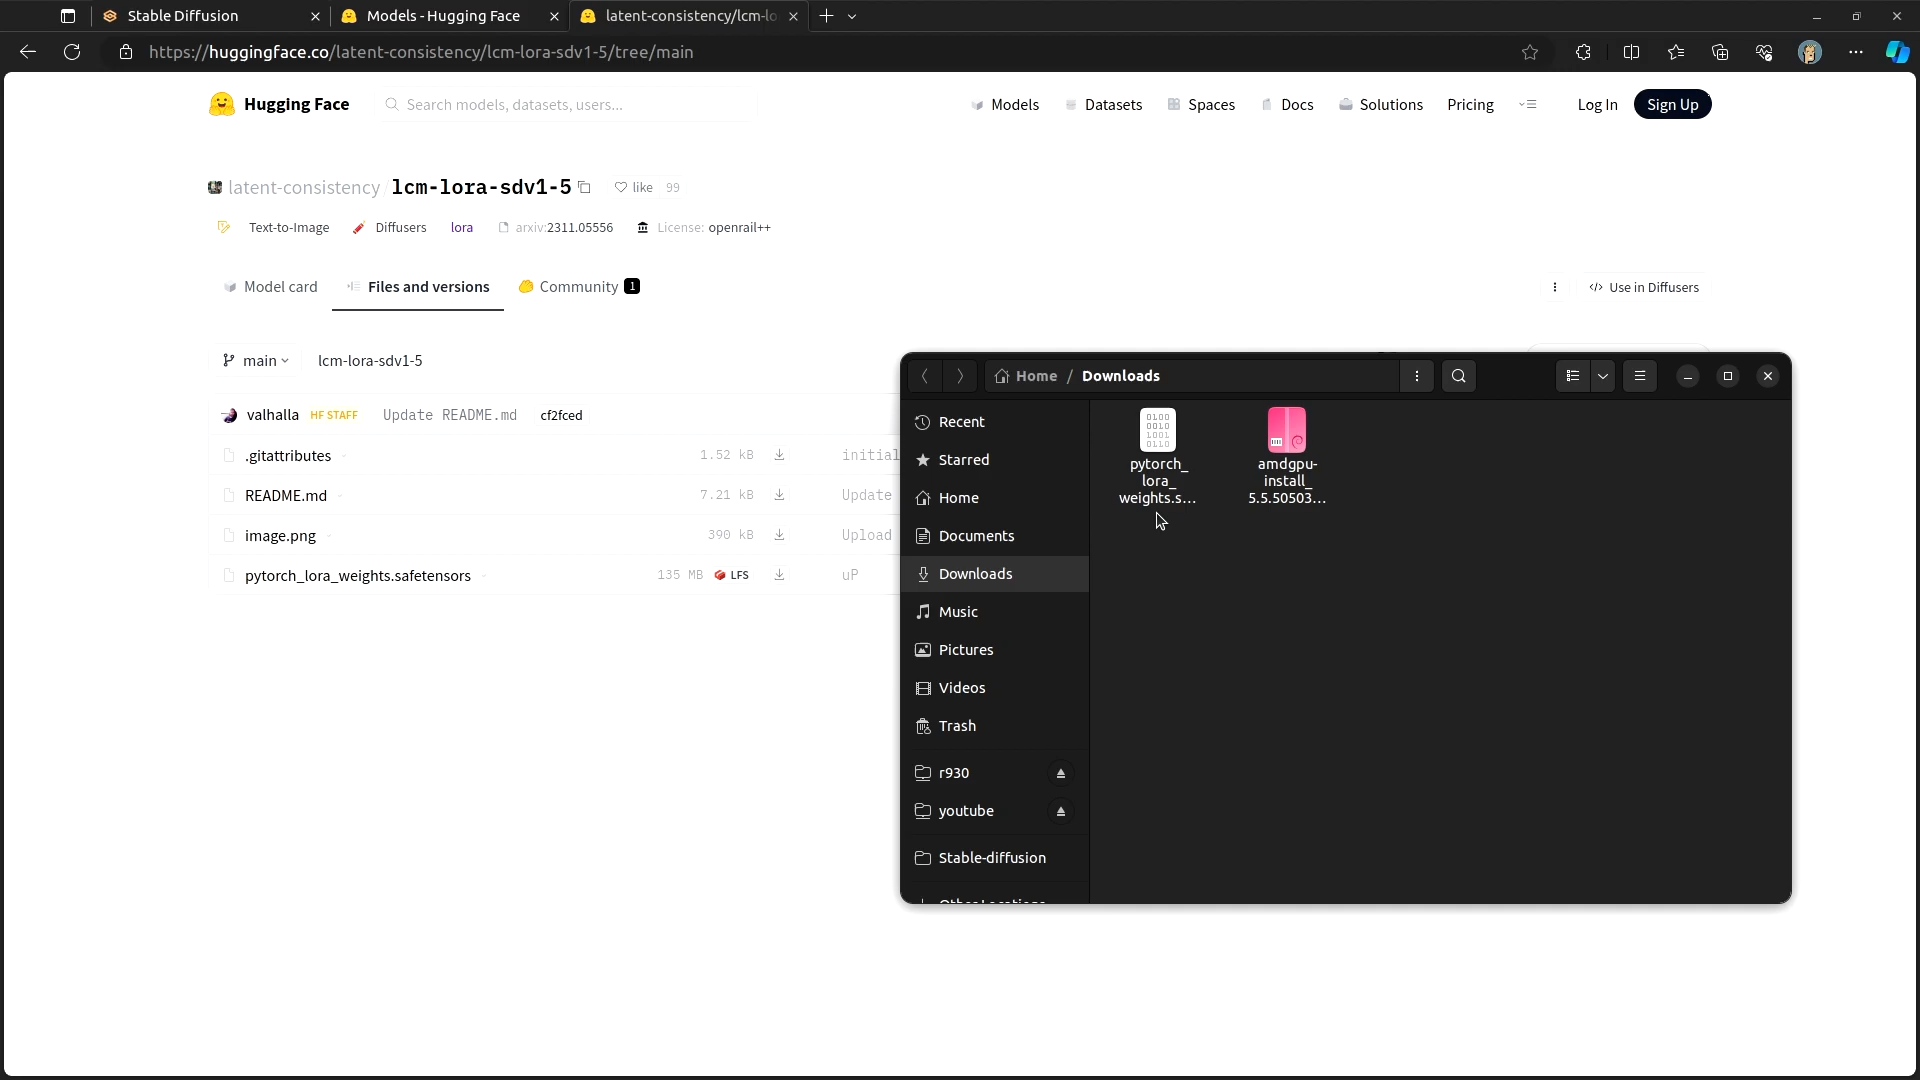 Stable Diffusion
Models - Hugging Face
latent-consistency/lcm-lo
https://huggingface.co/latent-consistency/lcm-lora-sdv1-5/tree/main
Hugging Face
Search models, datasets, users...
Models
Datasets
Spaces
Docs
Solutions
Pricing
Log In
Sign Up
latent-consistency / lcm-lora-sdv1-5
like 99
Text-to-Image
Diffusers
lora
arxiv:2311.05556
License: openrail++
Model card
Files and versions
Community 1
Use in Diffusers
main
lcm-lora-sdv1-5
valhalla HF STAFF Update README.md cf2fced
.gitattributes 1.52 kB initial
README.md 7.21 kB Update
image.png 390 kB Upload
pytorch_lora_weights.safetensors 135 MB LFS uP
Home / Downloads
Recent
Starred
Home
Documents
Downloads
Music
Pictures
Videos
Trash
r930
youtube
Stable-diffusion
pytorch_
lora_
weights.s...
amdgpu-
install_
5.5.50503...